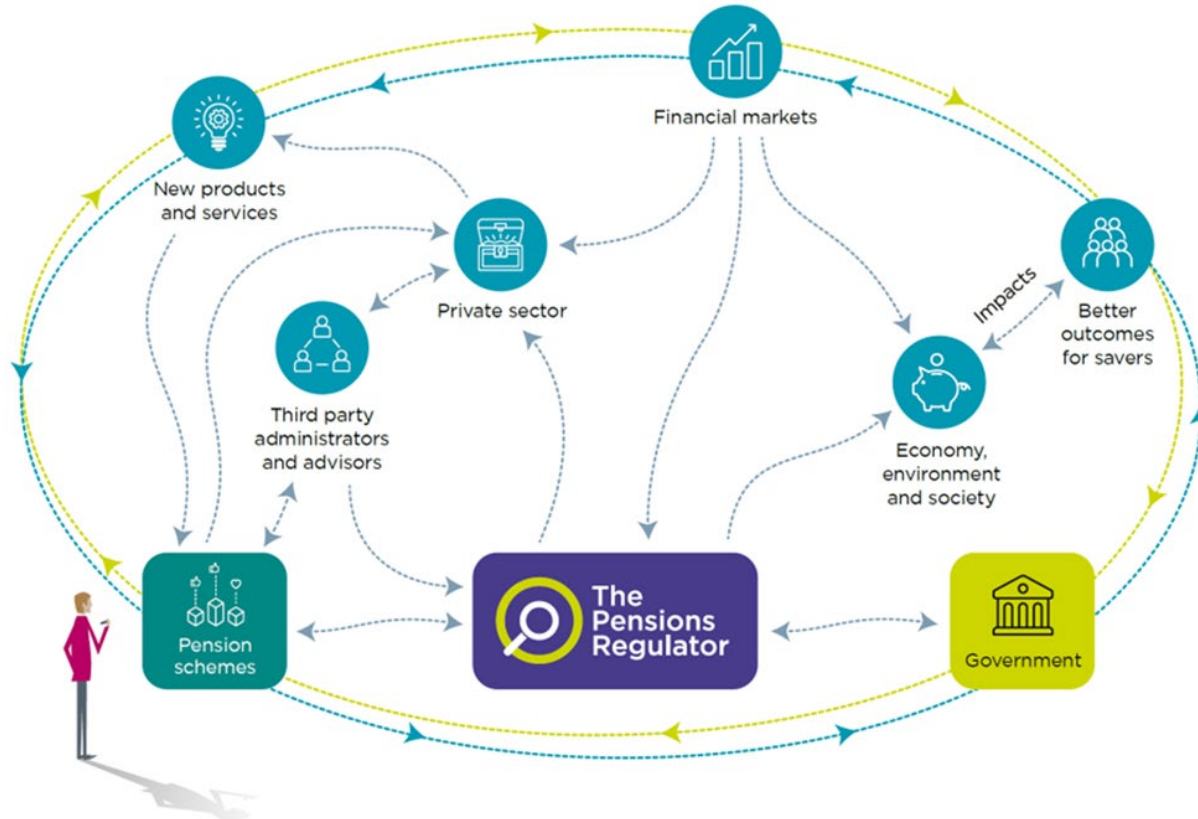 Financial markets
New products
and services
Private sector
Impacts
Better
outcomes
for savers
Third party
administrators
and advisors
Economy,
environment
and society
Pension
schemes
The
Pensions
Regulator
Government